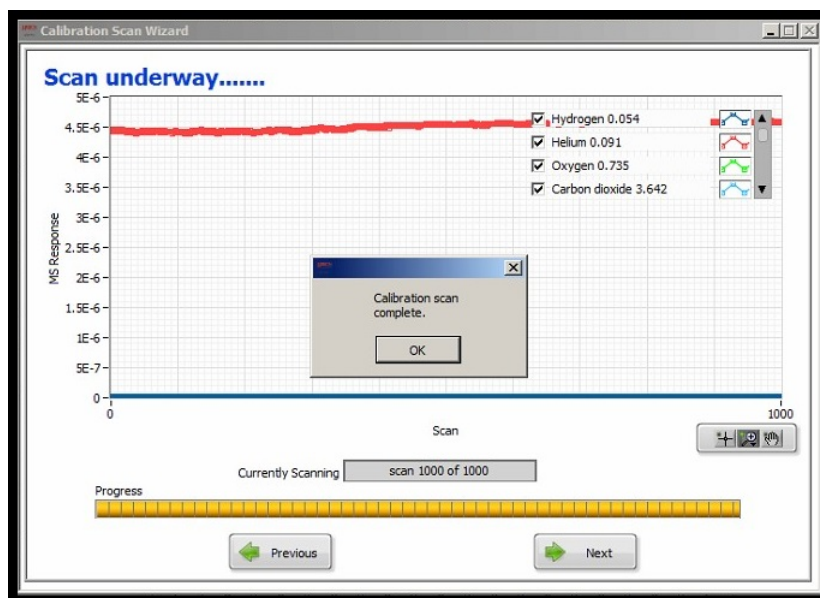 Calibration Scan Wizard
Scan underway.......
5E-6
4.5E-6
4E-6
3.5E-6
3E-6
2.5E-6
2E-6
1.5E-6
1E-6
5E-7
0
MS Response
Hydrogen 0.054
Helium 0.091
Oxygen 0.735
Carbon dioxide 3.642
Calibration scan
complete.
OK
0
1000
Scan
Currently Scanning
scan 1000 of 1000
Progress
Previous
Next